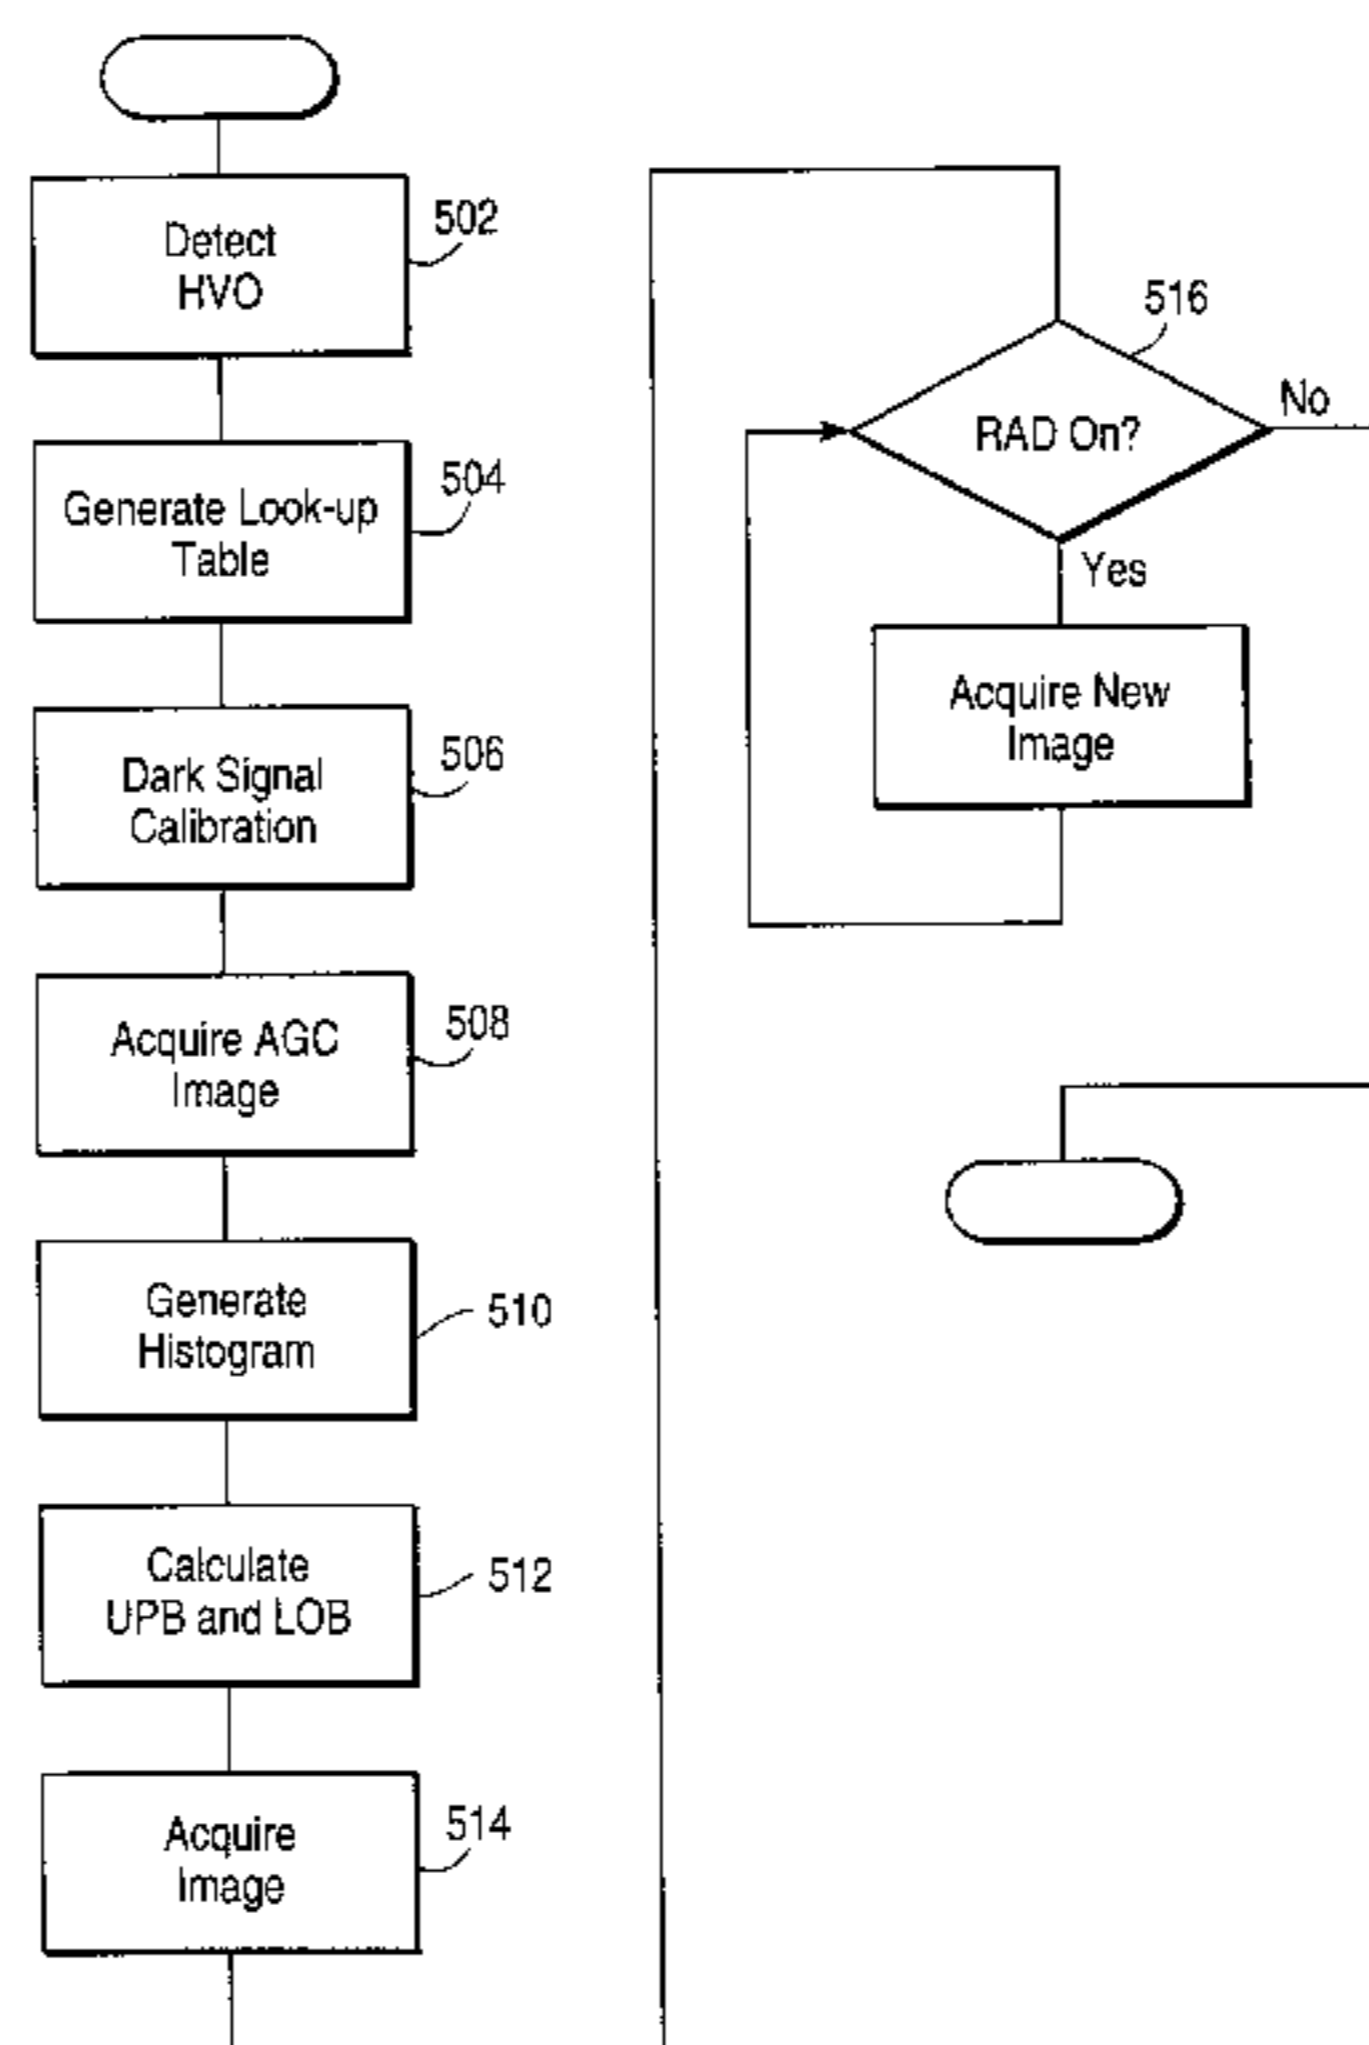 Detect
HVO
502
Generate Look-up
Table
504
Dark Signal
Calibration
506
Acquire AGC
Image
508
Generate
Histogram
510
Calculate
UPB and LOB
512
Acquire
Image
514
516
RAD On?
No
Yes
Acquire New
Image